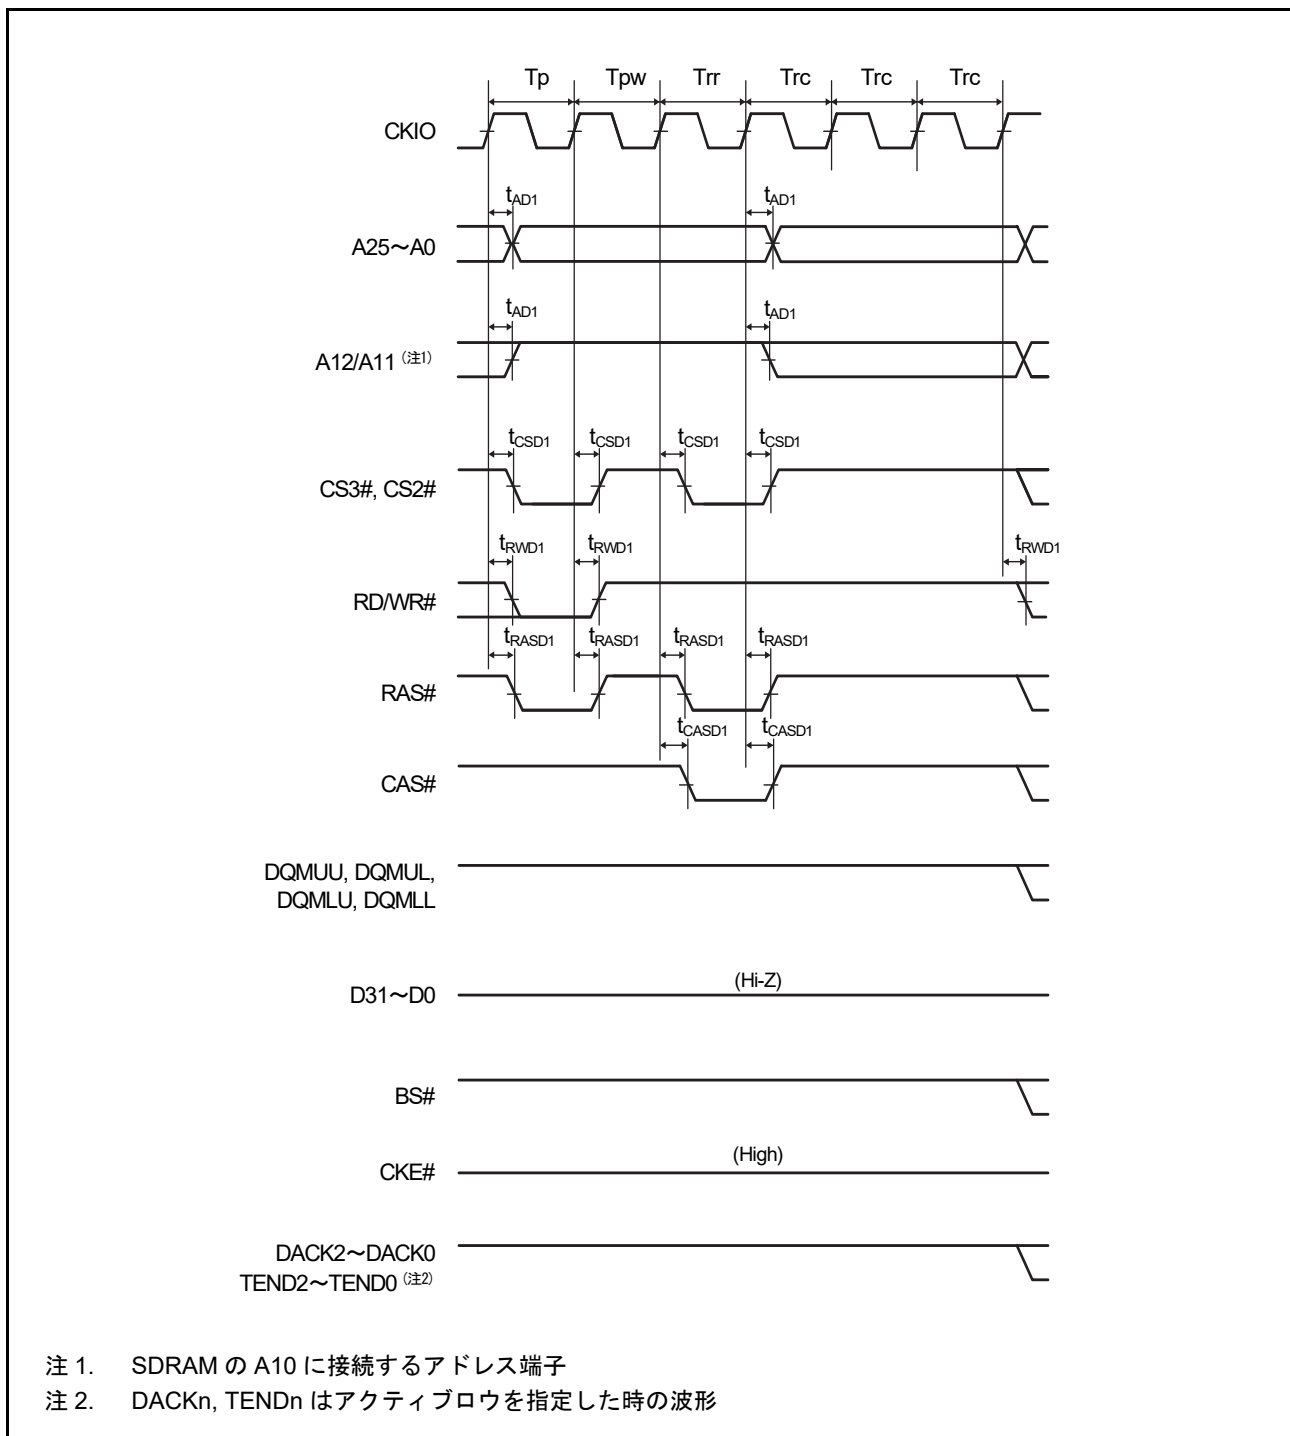 Tp Tpw Trr Trc Trc Trc
CKIO
tAD1 tAD1
A25～A0
tAD1 tAD1
A12/A11 (注1)
tCSD1 tCSD1 tCSD1 tCSD1
CS3#, CS2#
tRWD1 tRWD1 tRWD1
RD/WR#
tRASD1 tRASD1 tRASD1 tRASD1
RAS#
tCASD1 tCASD1
CAS#
DQMUU, DQMUL,
DQMLU, DQMLL
(Hi-Z)
D31～D0
BS#
(High)
CKE#
DACK2～DACK0
TEND2～TEND0 (注2)
注 1. SDRAM の A10 に接続するアドレス端子
注 2. DACKn, TENDn はアクティブロウを指定した時の波形